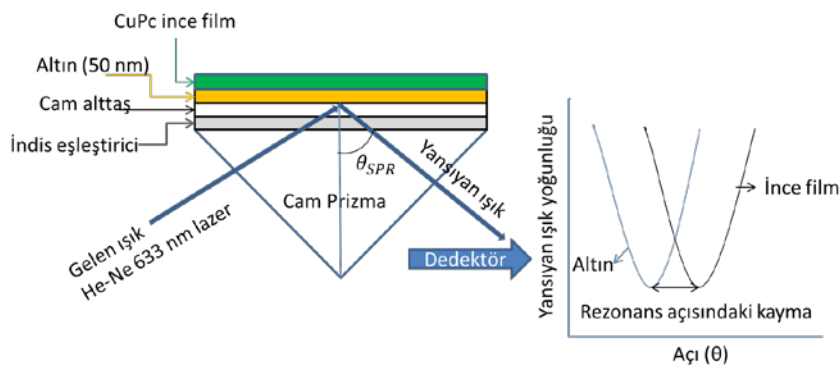 CuPc ince film
Altın (50 nm)
Cam alttaş
İndis eşleştirici
θSPR
Cam Prizma
Yansıyan ışık
Gelen ışık
He-Ne 633 nm lazer
Dedektör
Yansıyan ışık yoğunluğu
İnce film
Altın
Rezonans açısındaki kayma
Açı (θ)